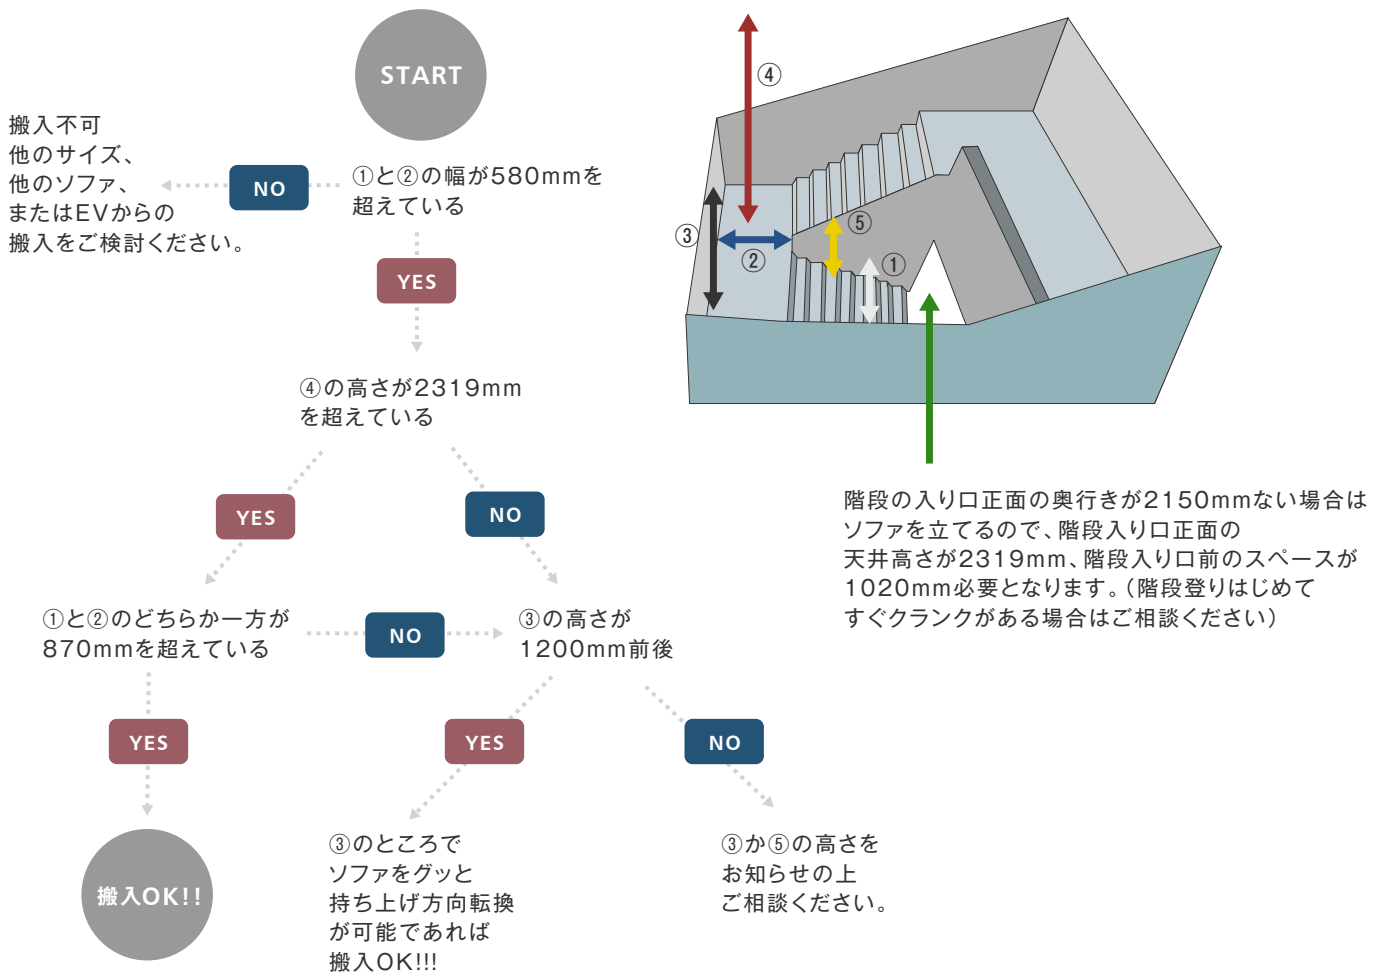 START
搬入不可
他のサイズ、
他のソファ、
またはEVからの
搬入をご検討ください。
NO
①と②の幅が580mmを
超えている
YES
④の高さが2319mm
を超えている
YES
NO
①と②のどちらか一方が
870mmを超えている
NO
③の高さが
1200mm前後
YES
YES
NO
搬入OK!!
③のところで
ソファをグッと
持ち上げ方向転換
が可能であれば
搬入OK!!!
③か⑤の高さを
お知らせの上
ご相談ください。
④
③
②
⑤
①
階段の入り口正面の奥行きが2150mmない場合は
ソファを立てるので、階段入り口正面の
天井高さが2319mm、階段入り口前のスペースが
1020mm必要となります。（階段登りはじめて
すぐクランクがある場合はご相談ください）